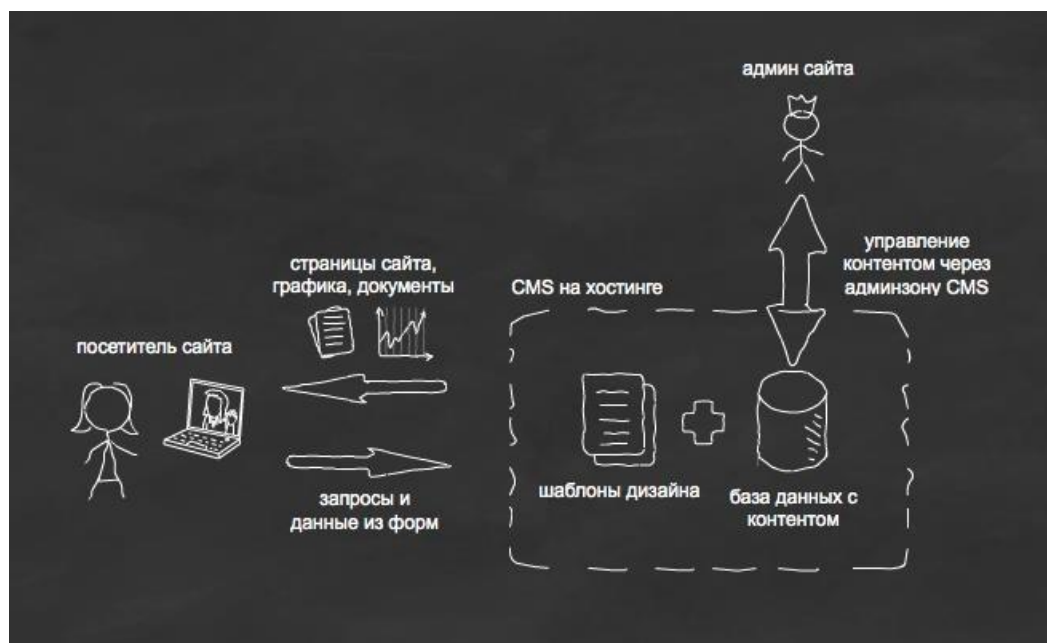 админ сайта
управление
контентом через
админзону CMS
страницы сайта,
графика, документы
CMS на хостинге
посетитель сайта
запросы и
данные из форм
шаблоны дизайна
база данных с
контентом